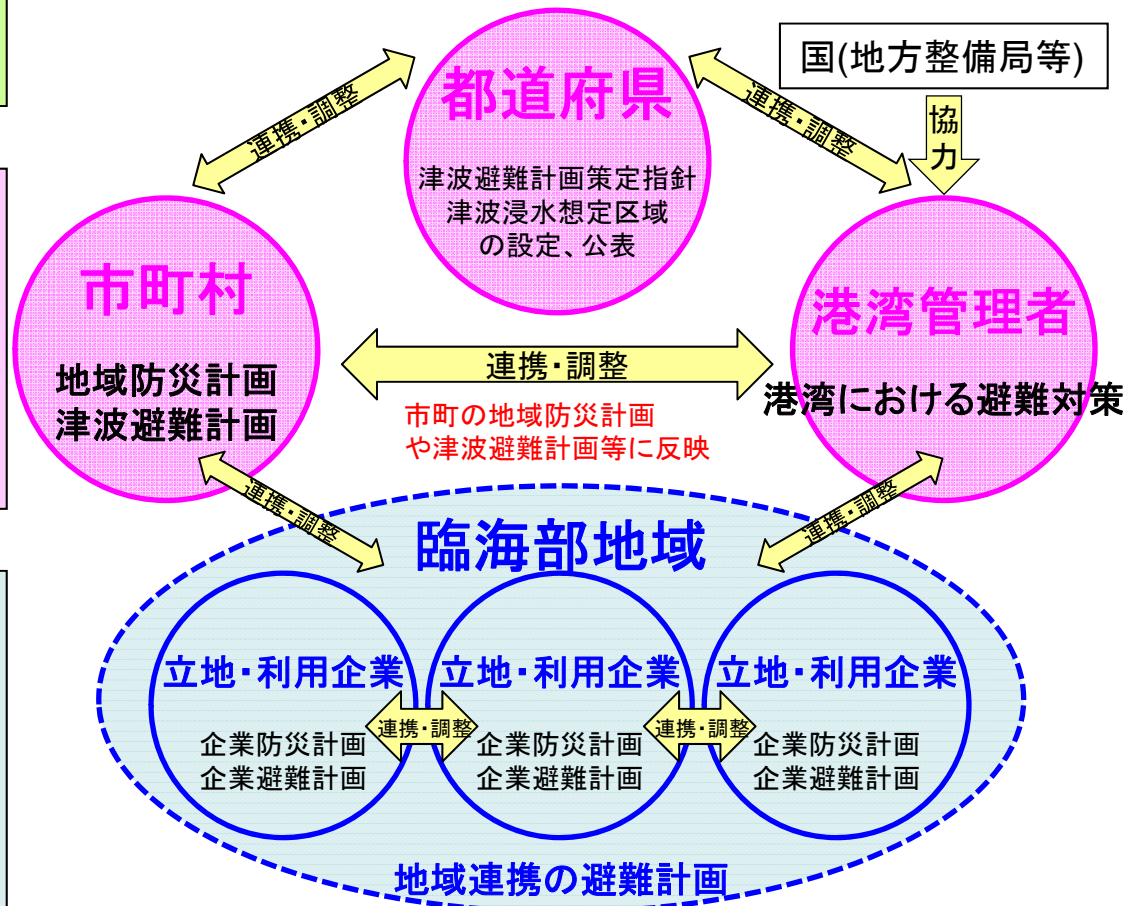 国(地方整備局等)
協力
都道府県
津波避難計画策定指針
津波浸水想定区域
の設定、公表
連携・調整
連携・調整
市町村
地域防災計画
津波避難計画
港湾管理者
港湾における避難対策
連携・調整
市町の地域防災計画
や津波避難計画等に反映
連携・調整
連携・調整
臨海部地域
立地・利用企業
企業防災計画
企業避難計画
連携・調整
立地・利用企業
企業防災計画
企業避難計画
連携・調整
立地・利用企業
企業防災計画
企業避難計画
地域連携の避難計画